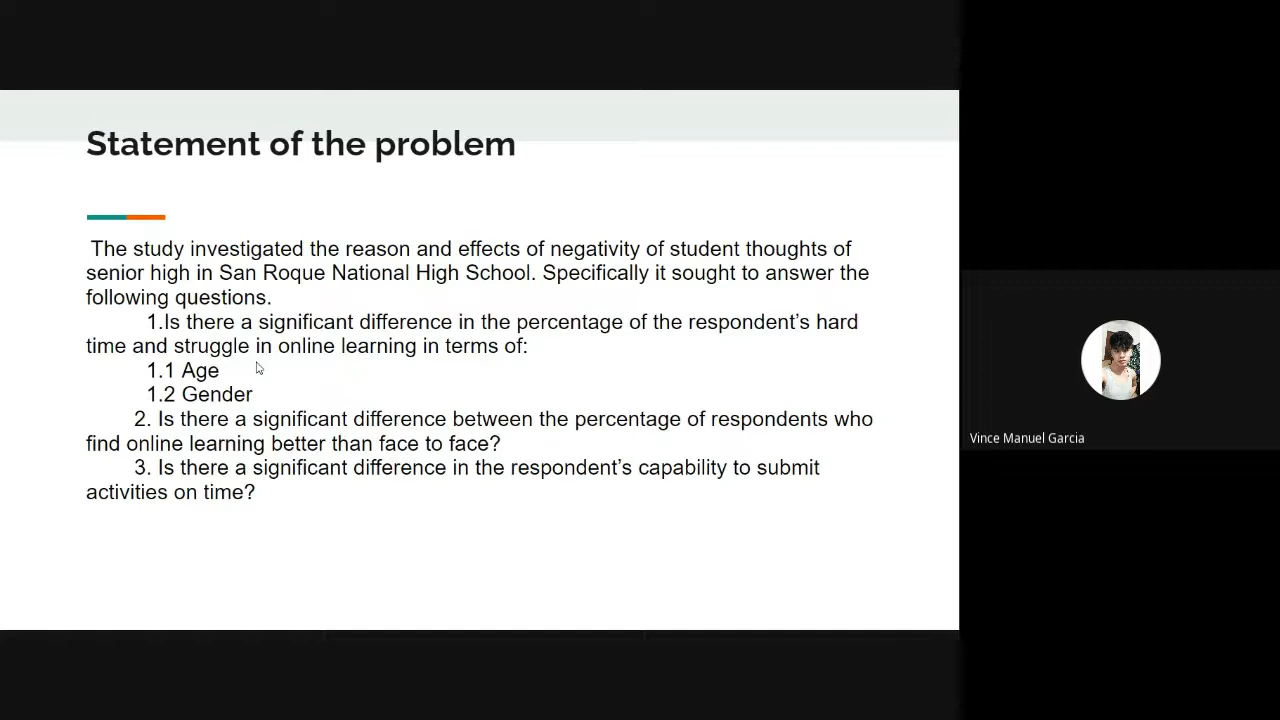 Statement of the problem
The study investigated the reason and effects of negativity of student thoughts of
senior high in San Roque National High School. Specifically it sought to answer the
following questions.
1.Is there a significant difference in the percentage of the respondent's hard
time and struggle in online learning in terms of:
1.1 Age
1.2 Gender
2. Is there a significant difference between the percentage of respondents who
find online learning better than face to face?
3. Is there a significant difference in the respondent's capability to submit
activities on time?
Vince Manuel Garcia